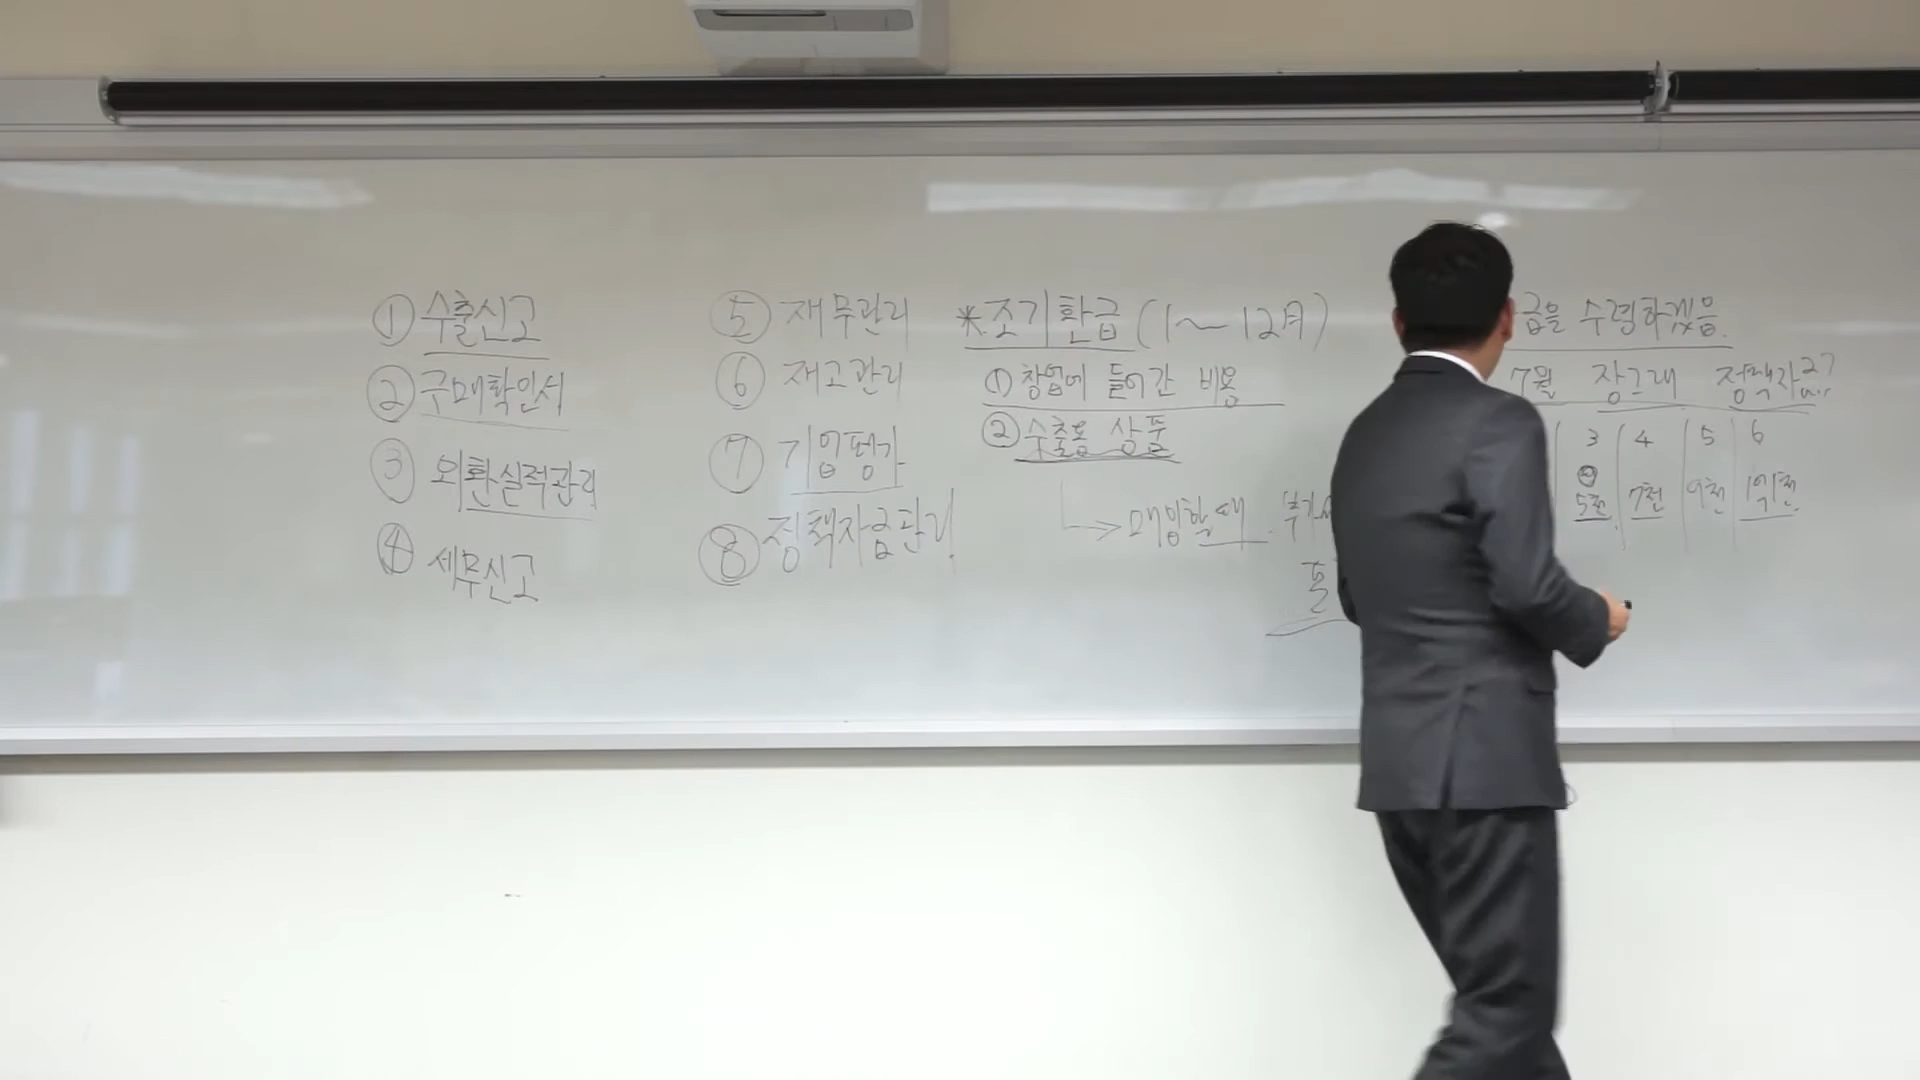 ① 수출신고
② 구매확인서
③ 외환실적관리
④ 세무신고
⑤ 재무관리
⑥ 재고관리
⑦ 기업평가
⑧ 정책자금관리
*조기환급 (1~12月)
① 창업에 들어간 비용
② 수출용 상품
→ 매입할때 부가
금을 수령하겠음.
7월 장그래 정책자금
3 4 5 6
5천 7천 9천 1억1천